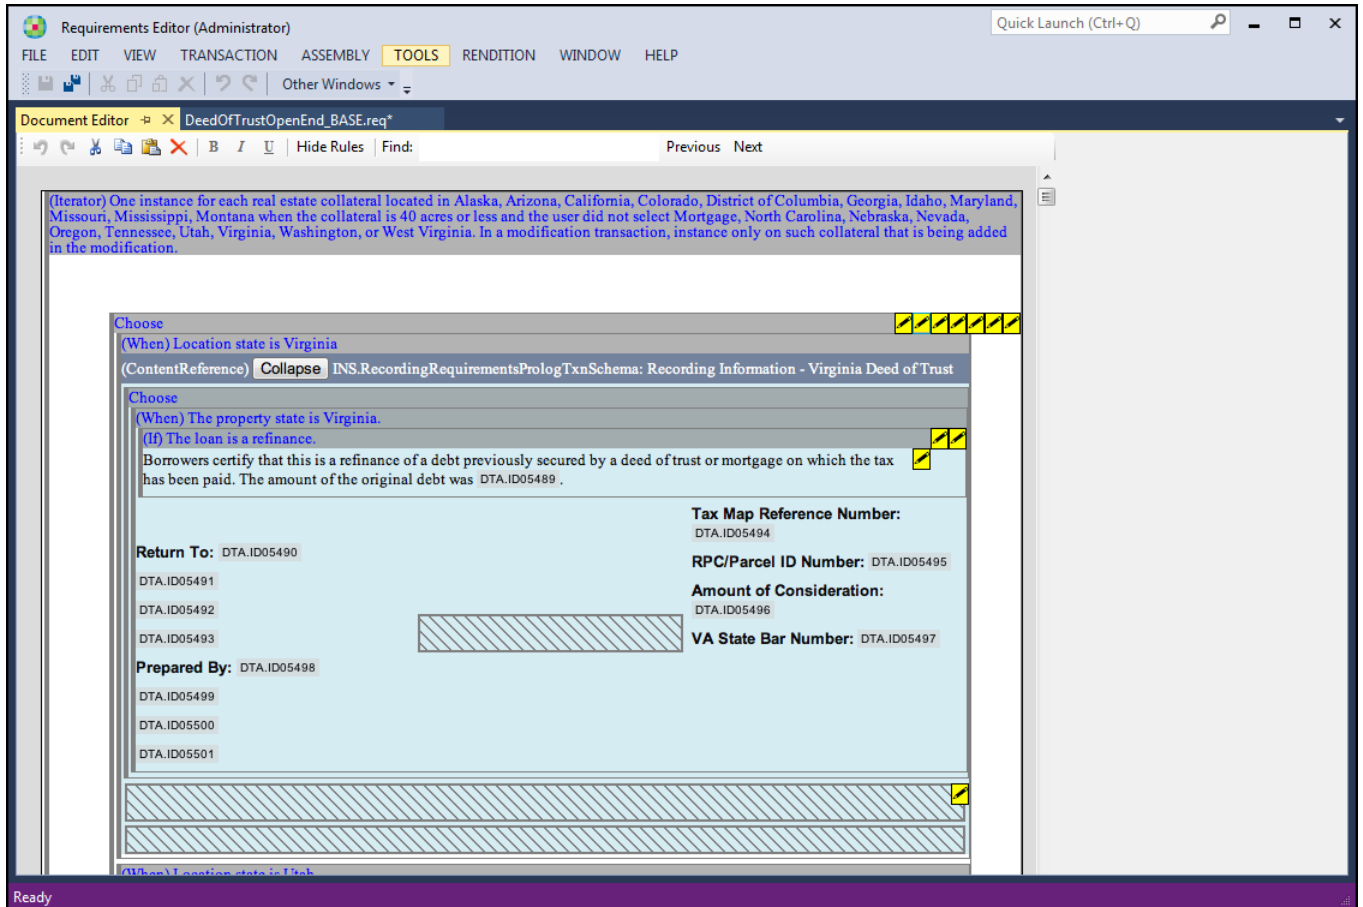 Requirements Editor (Administrator)
Quick Launch (Ctrl+Q)
FILE EDIT VIEW TRANSACTION ASSEMBLY TOOLS RENDITION WINDOW HELP
Other Windows
Document Editor DeedOfTrustOpenEnd_BASE.req*
B I U Hide Rules Find: Previous Next
(Iterator) One instance for each real estate collateral located in Alaska, Arizona, California, Colorado, District of Columbia, Georgia, Idaho, Maryland,
Missouri, Mississippi, Montana when the collateral is 40 acres or less and the user did not select Mortgage, North Carolina, Nebraska, Nevada,
Oregon, Tennessee, Utah, Virginia, Washington, or West Virginia. In a modification transaction, instance only on such collateral that is being added
in the modification.
Choose
(When) Location state is Virginia
(ContentReference) Collapse INS.RecordingRequirementsPrologTxnSchema: Recording Information - Virginia Deed of Trust
Choose
(When) The property state is Virginia.
(If) The loan is a refinance.
Borrowers certify that this is a refinance of a debt previously secured by a deed of trust or mortgage on which the tax
has been paid. The amount of the original debt was DTA.ID05489 .
Tax Map Reference Number:
DTA.ID05494
Return To: DTA.ID05490
RPC/Parcel ID Number: DTA.ID05495
DTA.ID05491
Amount of Consideration:
DTA.ID05492
DTA.ID05496
DTA.ID05493
VA State Bar Number: DTA.ID05497
Prepared By: DTA.ID05498
DTA.ID05499
DTA.ID05500
DTA.ID05501
(When) Location state is Utah
Ready